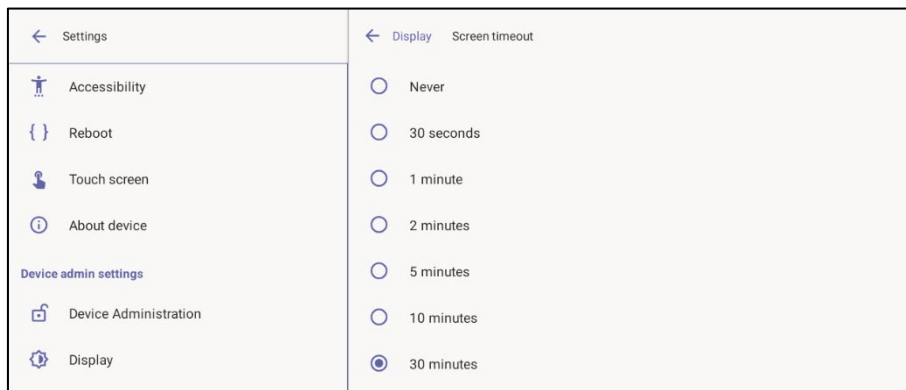 Settings
Accessibility
Reboot
Touch screen
About device
Device admin settings
Device Administration
Display
Display Screen timeout
Never
30 seconds
1 minute
2 minutes
5 minutes
10 minutes
30 minutes